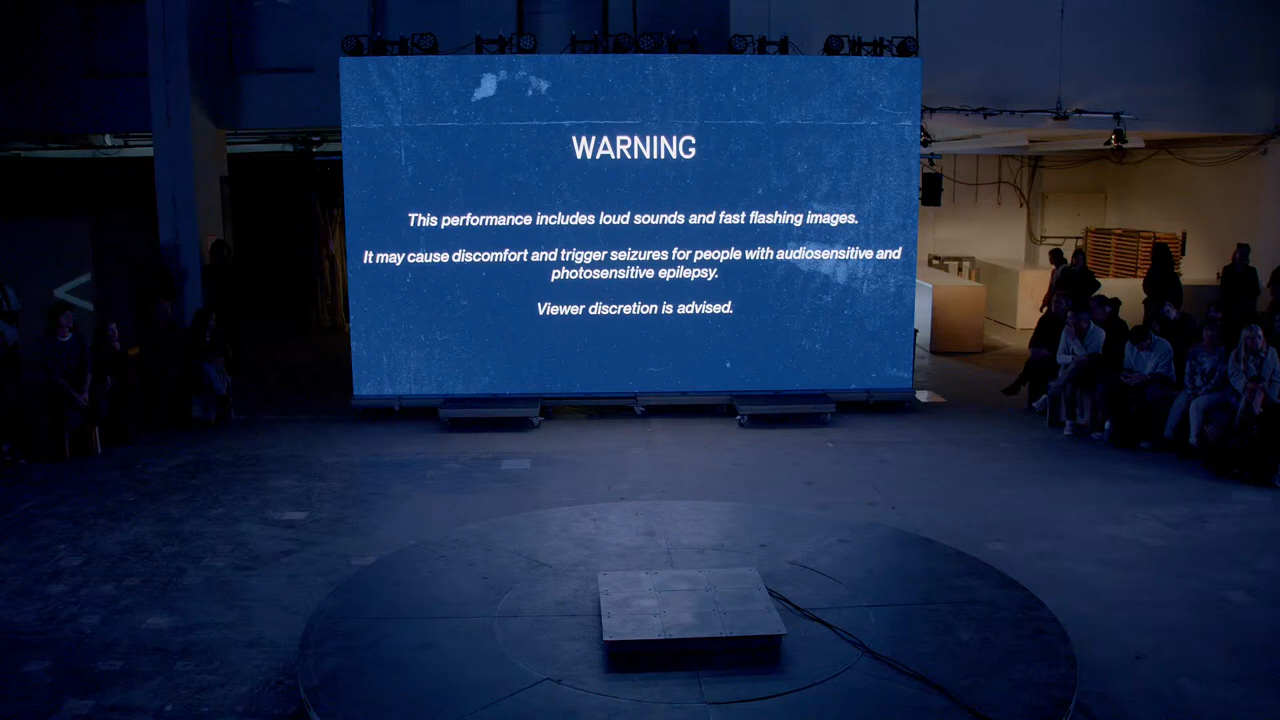 WARNING
This performance includes loud sounds and fast flashing images.
It may cause discomfort and trigger seizures for people with audiosensitive and
photosensitive epilepsy.
Viewer discretion is advised.